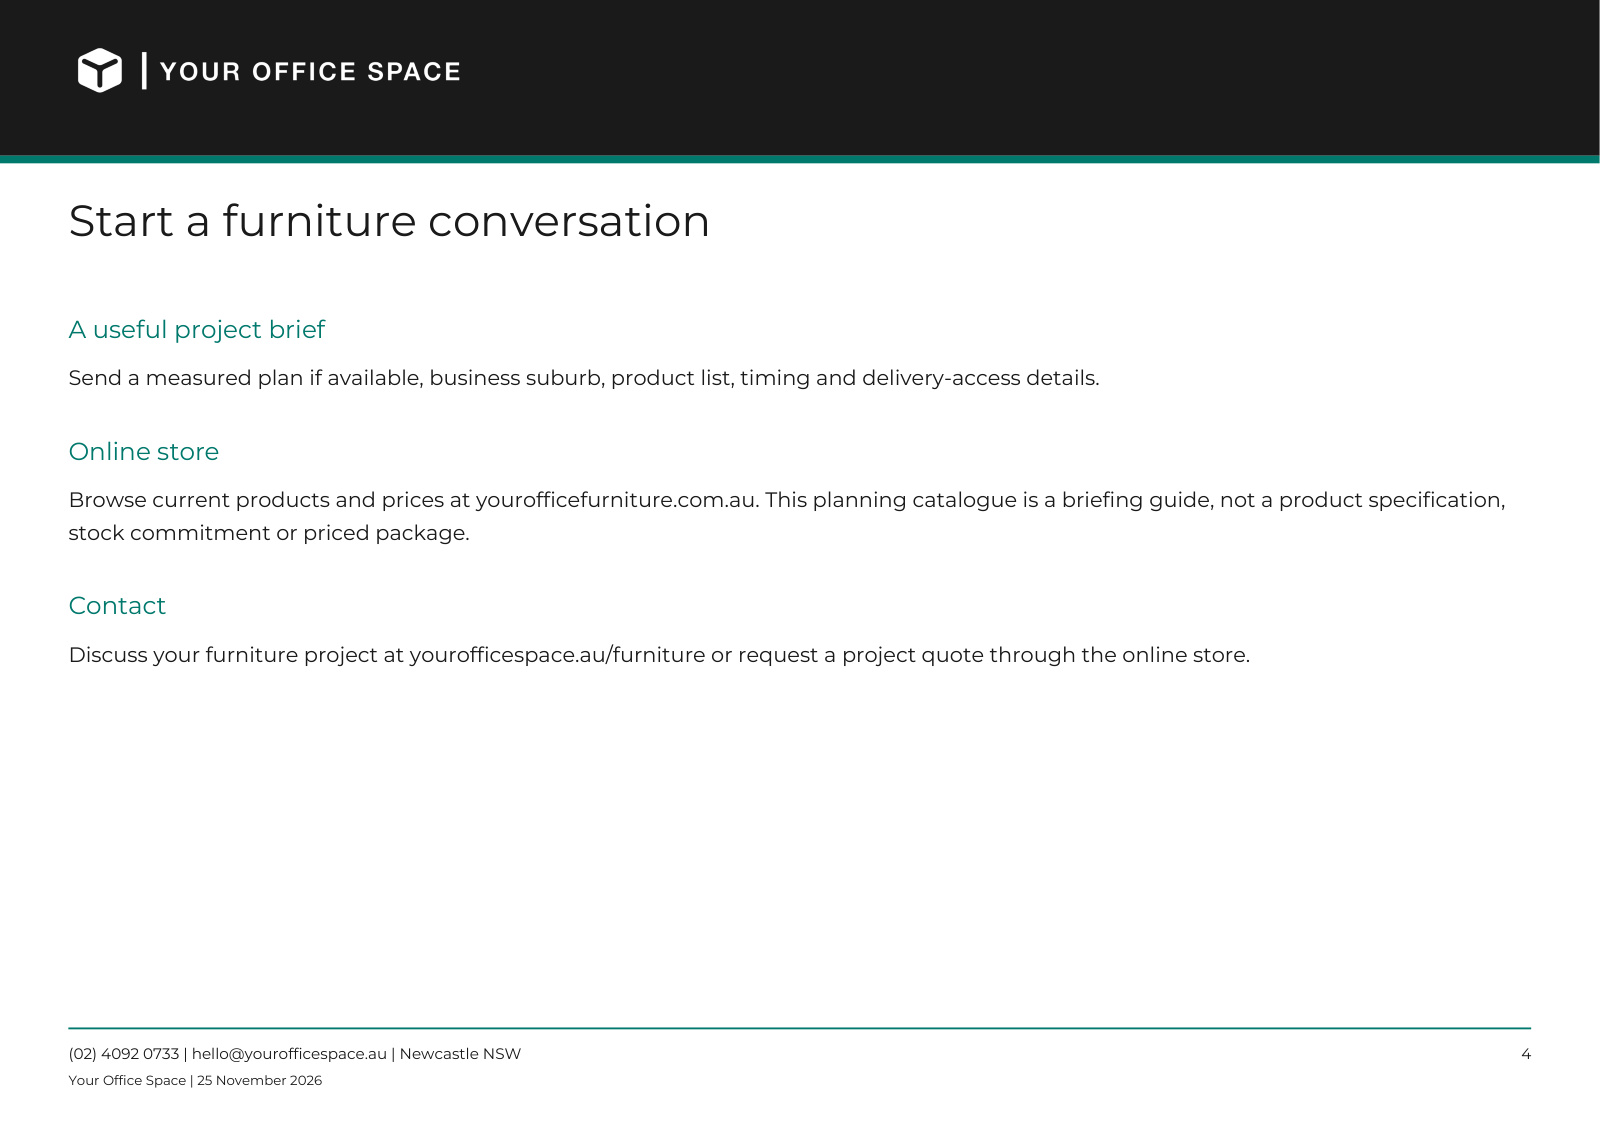 YOUR OFFICE SPACE
Start a furniture conversation
A useful project brief
Send a measured plan if available, business suburb, product list, timing and delivery-access details.
Online store
Browse current products and prices at yourofficefurniture.com.au. This planning catalogue is a briefing guide, not a product specification,
stock commitment or priced package.
Contact
Discuss your furniture project at yourofficespace.au/furniture or request a project quote through the online store.
(02) 4092 0733 | hello@yourofficespace.au | Newcastle NSW
4
Your Office Space | 25 November 2026